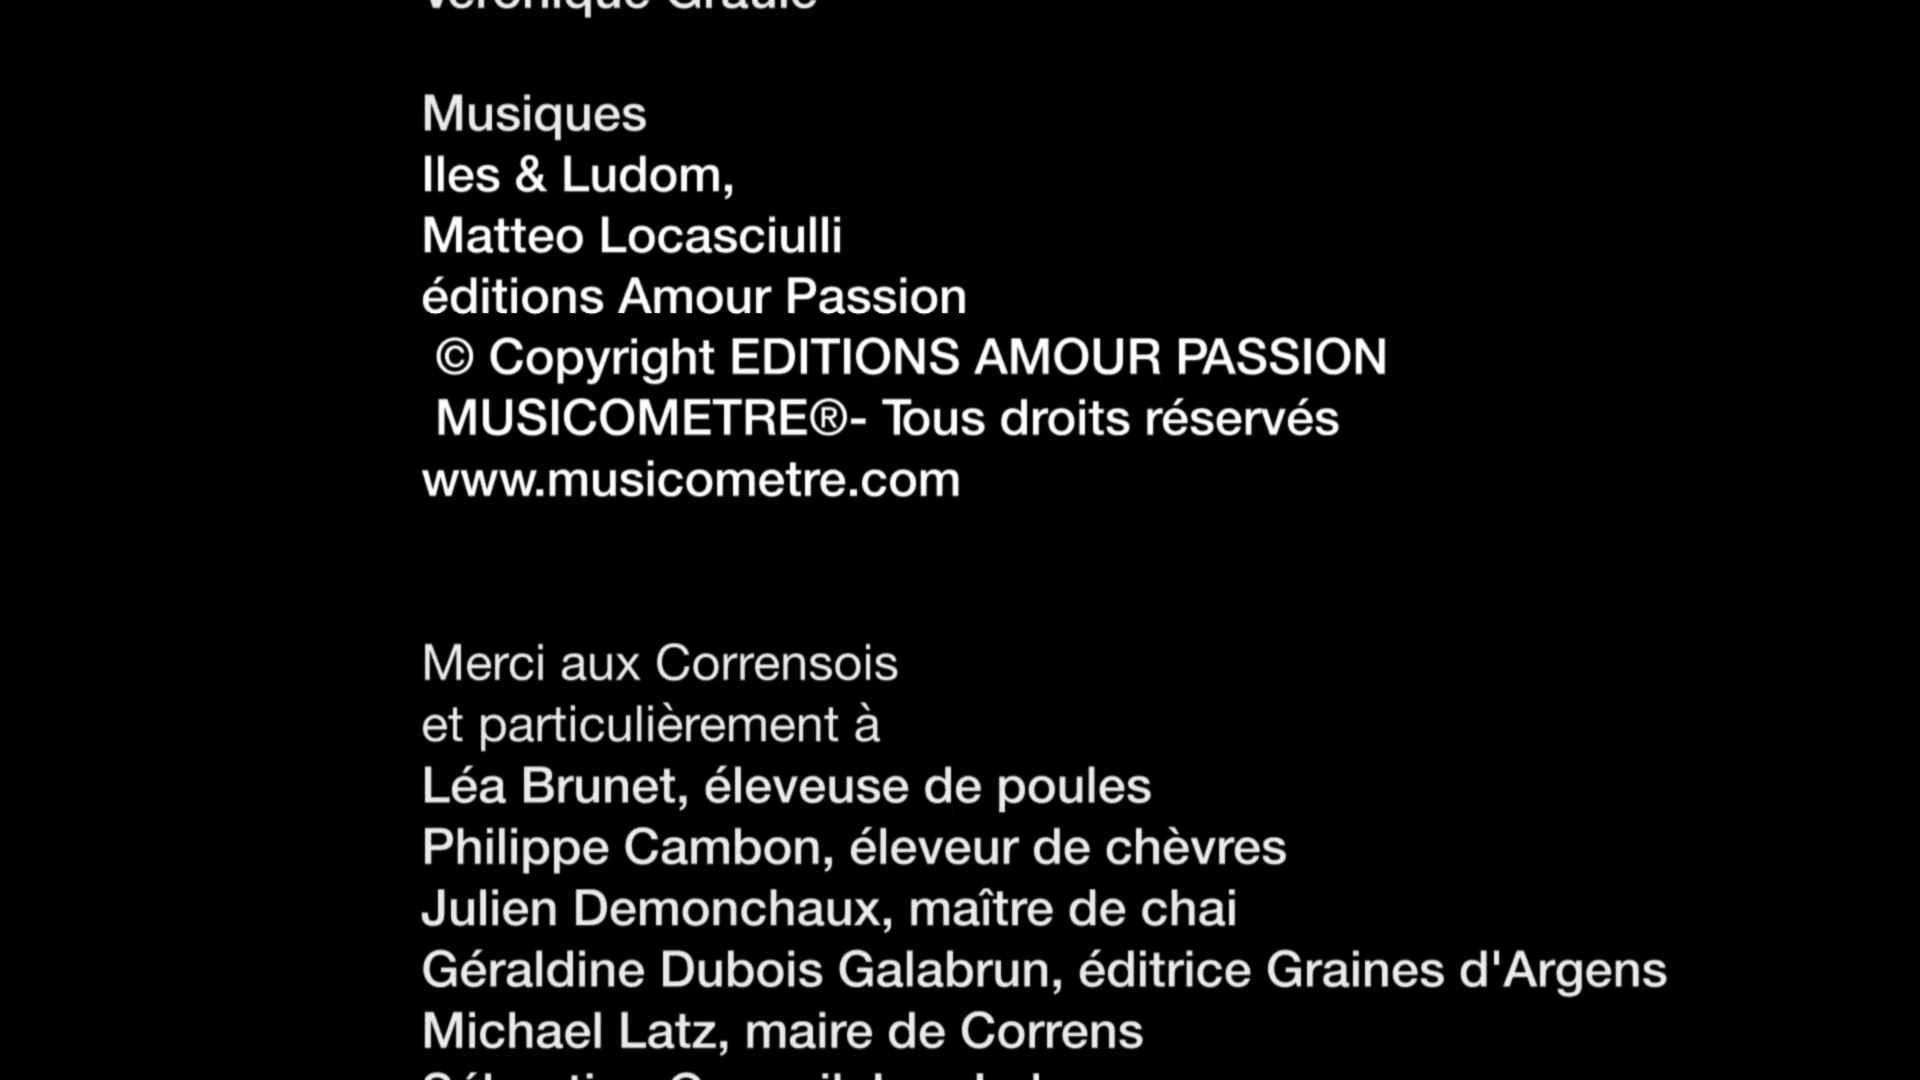 Musiques
Iles & Ludom,
Matteo Locasciulli
éditions Amour Passion
© Copyright EDITIONS AMOUR PASSION
MUSICOMETRE®- Tous droits réservés
www.musicometre.com
Merci aux Corrensois
et particulièrement à
Léa Brunet, éleveuse de poules
Philippe Cambon, éleveur de chèvres
Julien Demonchaux, maître de chai
Géraldine Dubois Galabrun, éditrice Graines d'Argens
Michael Latz, maire de Correns